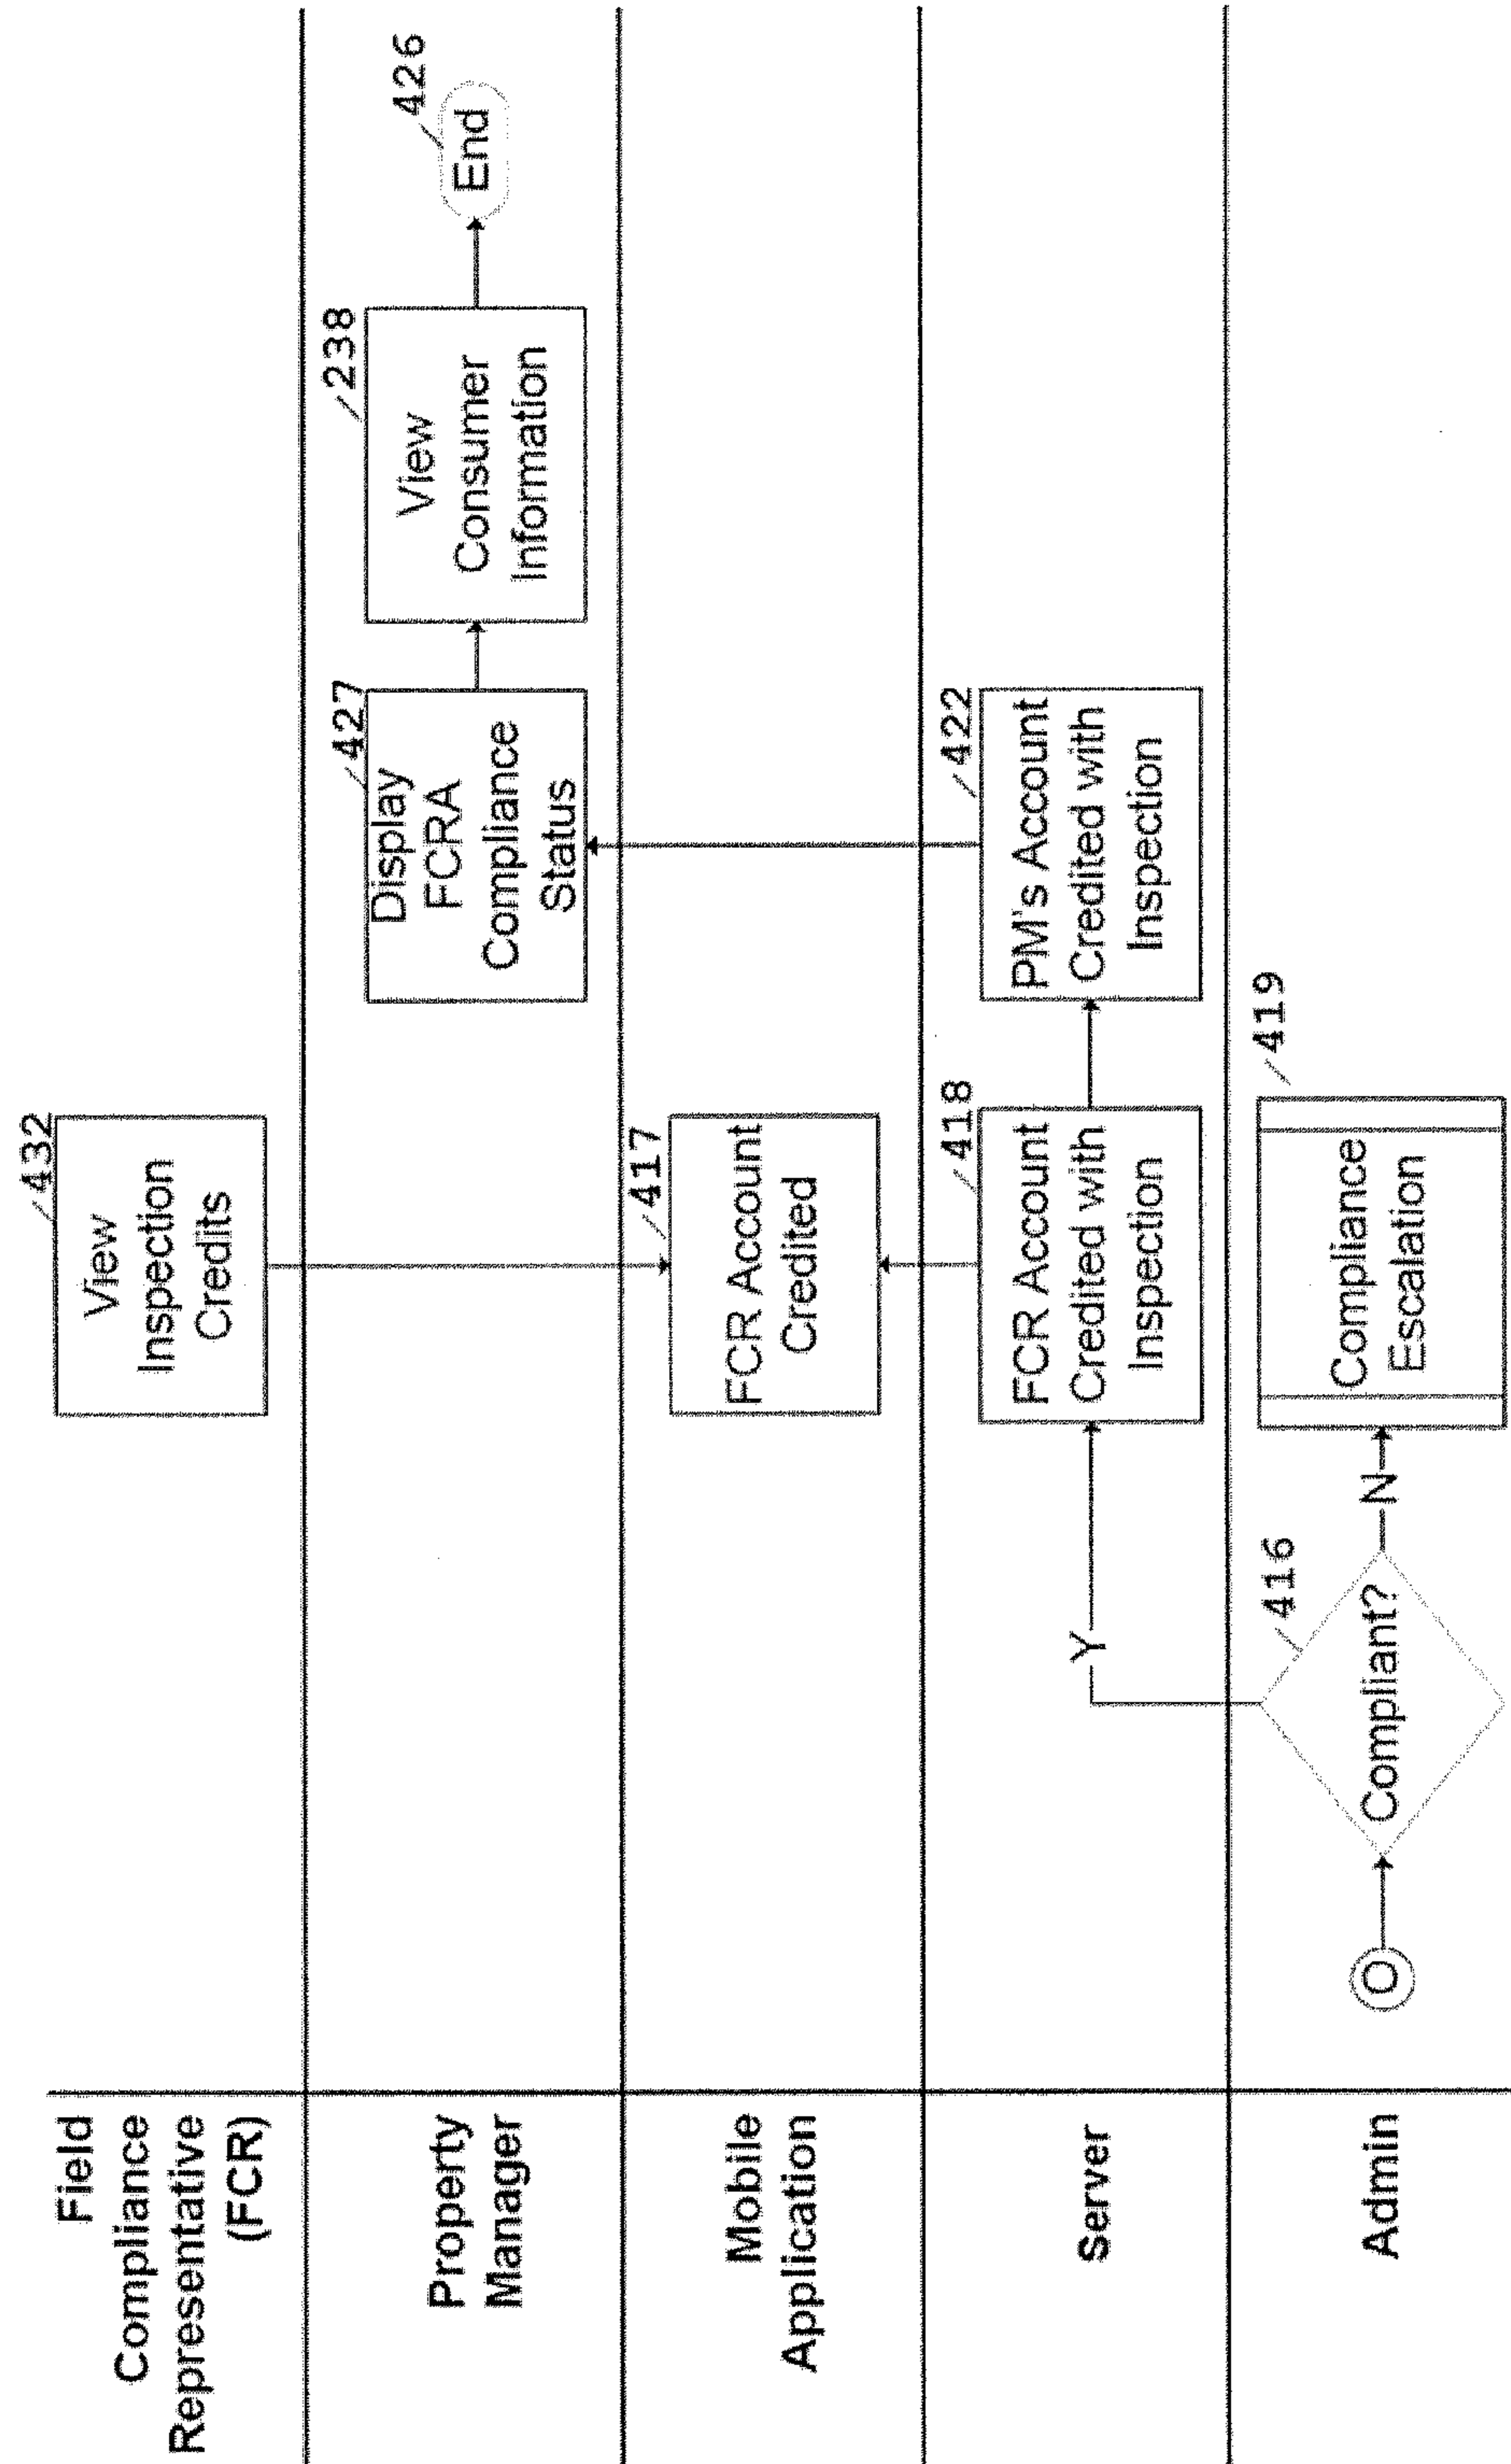 Field
Compliance
Representative
(FCR)
432
View
Inspection
Credits
Property
Manager
427
Display
FCRA
Compliance
Status
238
View
Consumer
Information
426
End
Mobile
Application
417
FCR Account
Credited
Server
Y
418
FCR Account
Credited with
Inspection
422
PM's Account
Credited with
Inspection
Admin
O
416
Compliant?
N
419
Compliance
Escalation